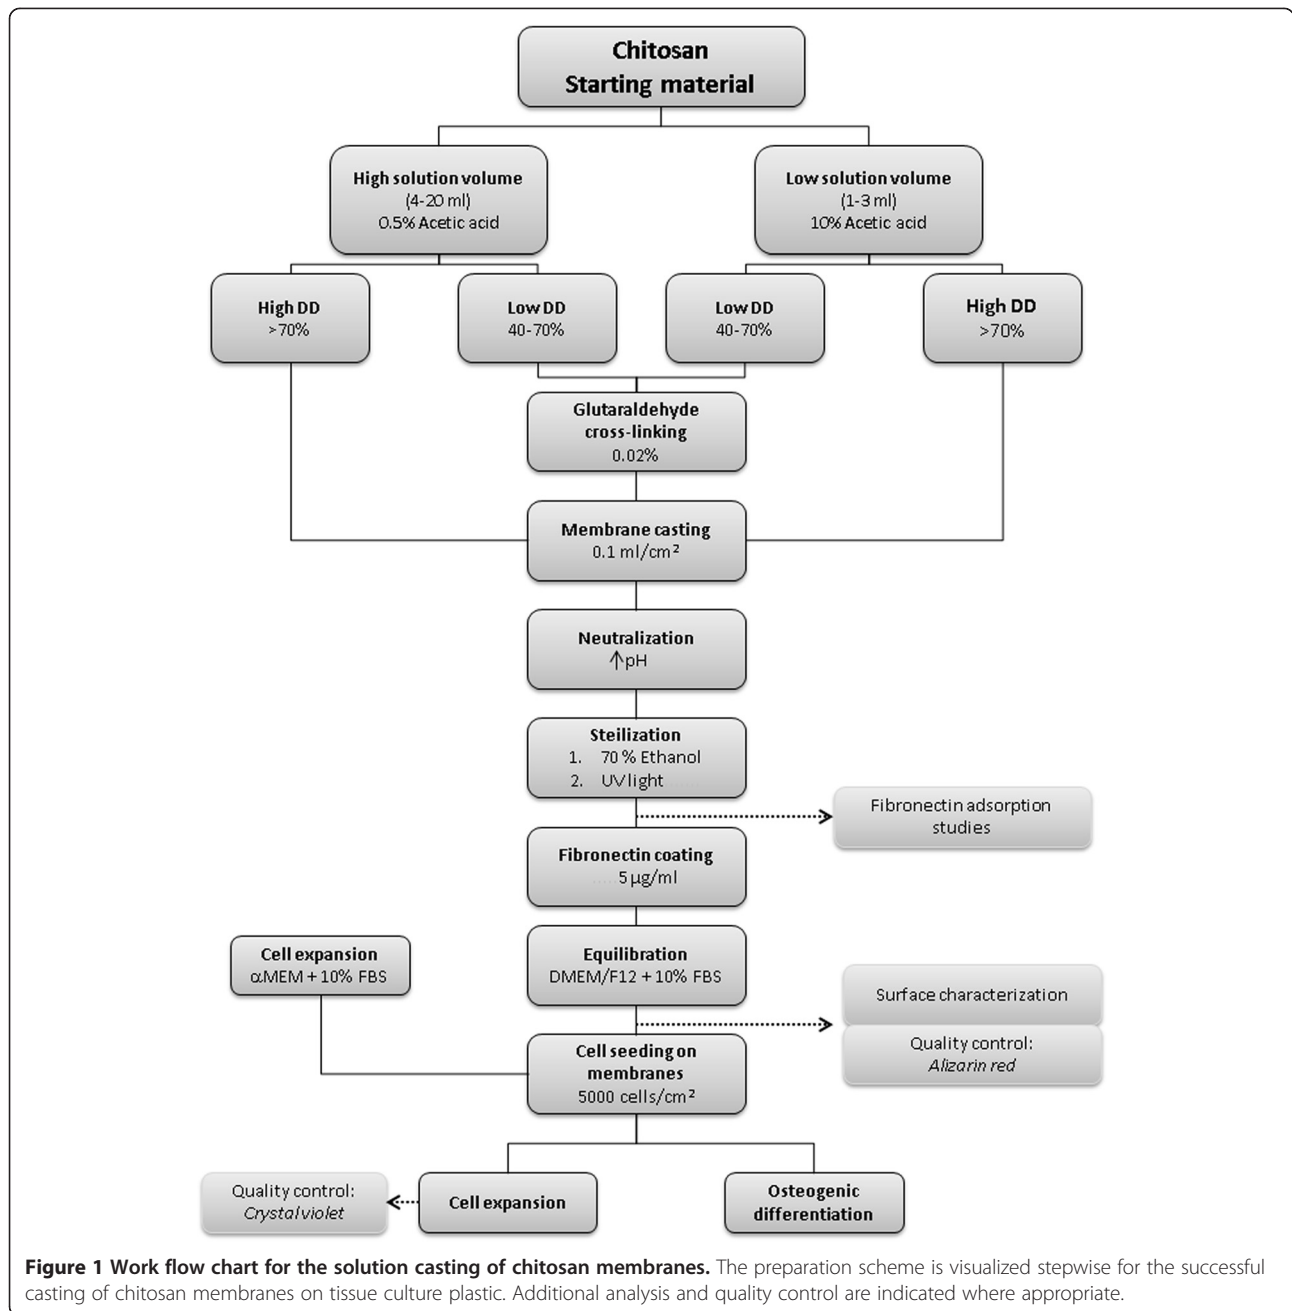 Chitosan
Starting material
High solution volume
(4-20 ml)
0.5% Acetic acid
Low solution volume
(1-3 ml)
10% Acetic acid
High DD
>70%
Low DD
40-70%
Low DD
40-70%
High DD
>70%
Glutaraldehyde
cross-linking
0.02%
Membrane casting
0.1 ml/cm²
Neutralization
↑pH
Steilization
1. 70 % Ethanol
2. UV light
Fibronectin adsorption
studies
Fibronectin coating
5 µg/ml
Cell expansion
αMEM + 10% FBS
Equilibration
DMEM/F12 + 10% FBS
Surface characterization
Quality control:
Alizarin red
Cell seeding on
membranes
5000 cells/cm²
Quality control:
Crystal violet
Cell expansion
Osteogenic
differentiation
Figure 1 Work flow chart for the solution casting of chitosan membranes. The preparation scheme is visualized stepwise for the successful
casting of chitosan membranes on tissue culture plastic. Additional analysis and quality control are indicated where appropriate.